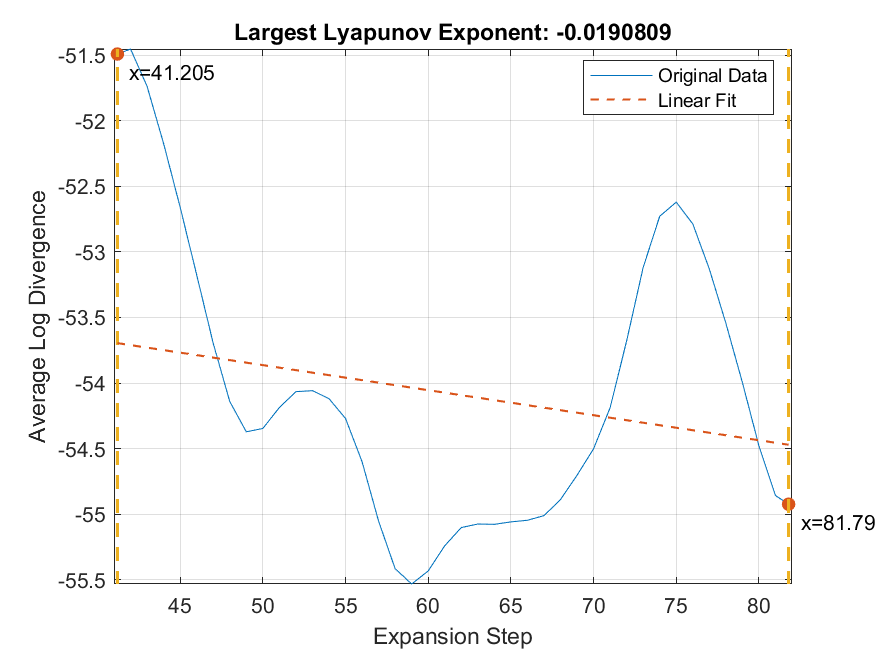 Largest Lyapunov Exponent: -0.0190809
Original Data
Linear Fit
x=41.205
x=81.79
Average Log Divergence
-51.5
-52
-52.5
-53
-53.5
-54
-54.5
-55
-55.5
45
50
55
60
65
70
75
80
Expansion Step